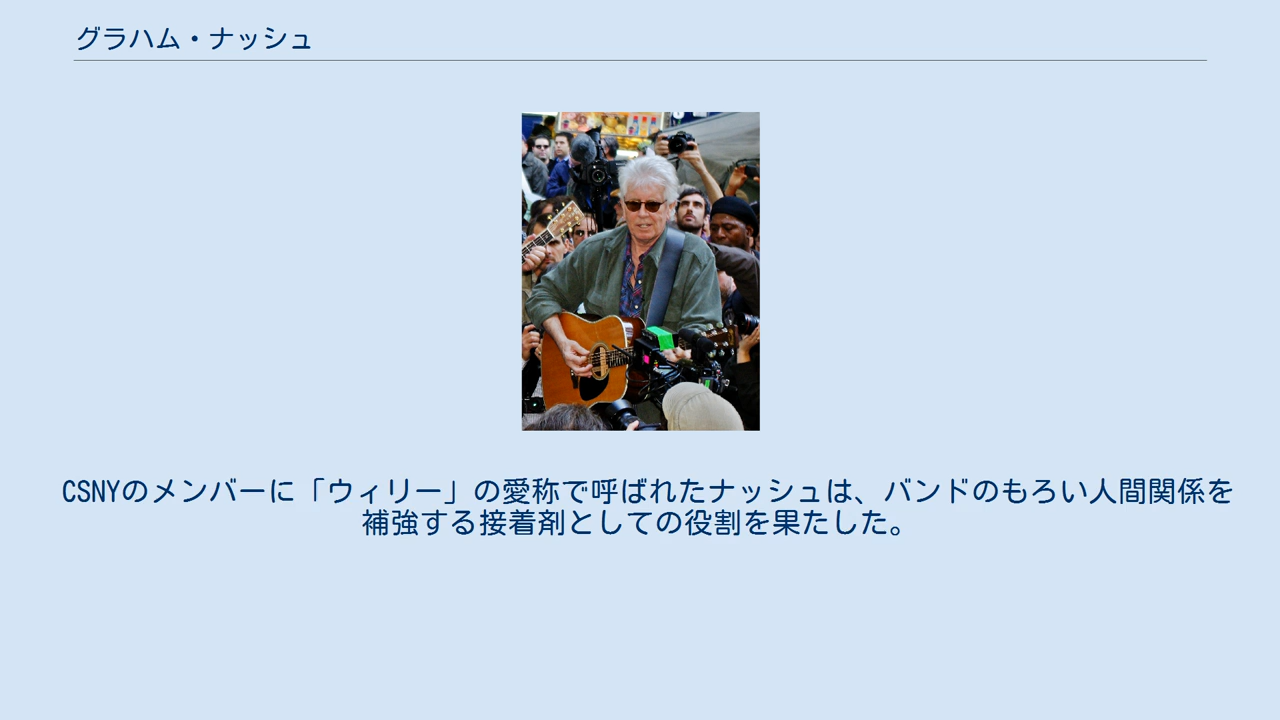 グラハム・ナッシュ
CSNYのメンバーに「ウィリー」の愛称で呼ばれたナッシュは、バンドのもろい人間関係を
補強する接着剤としての役割を果たした。